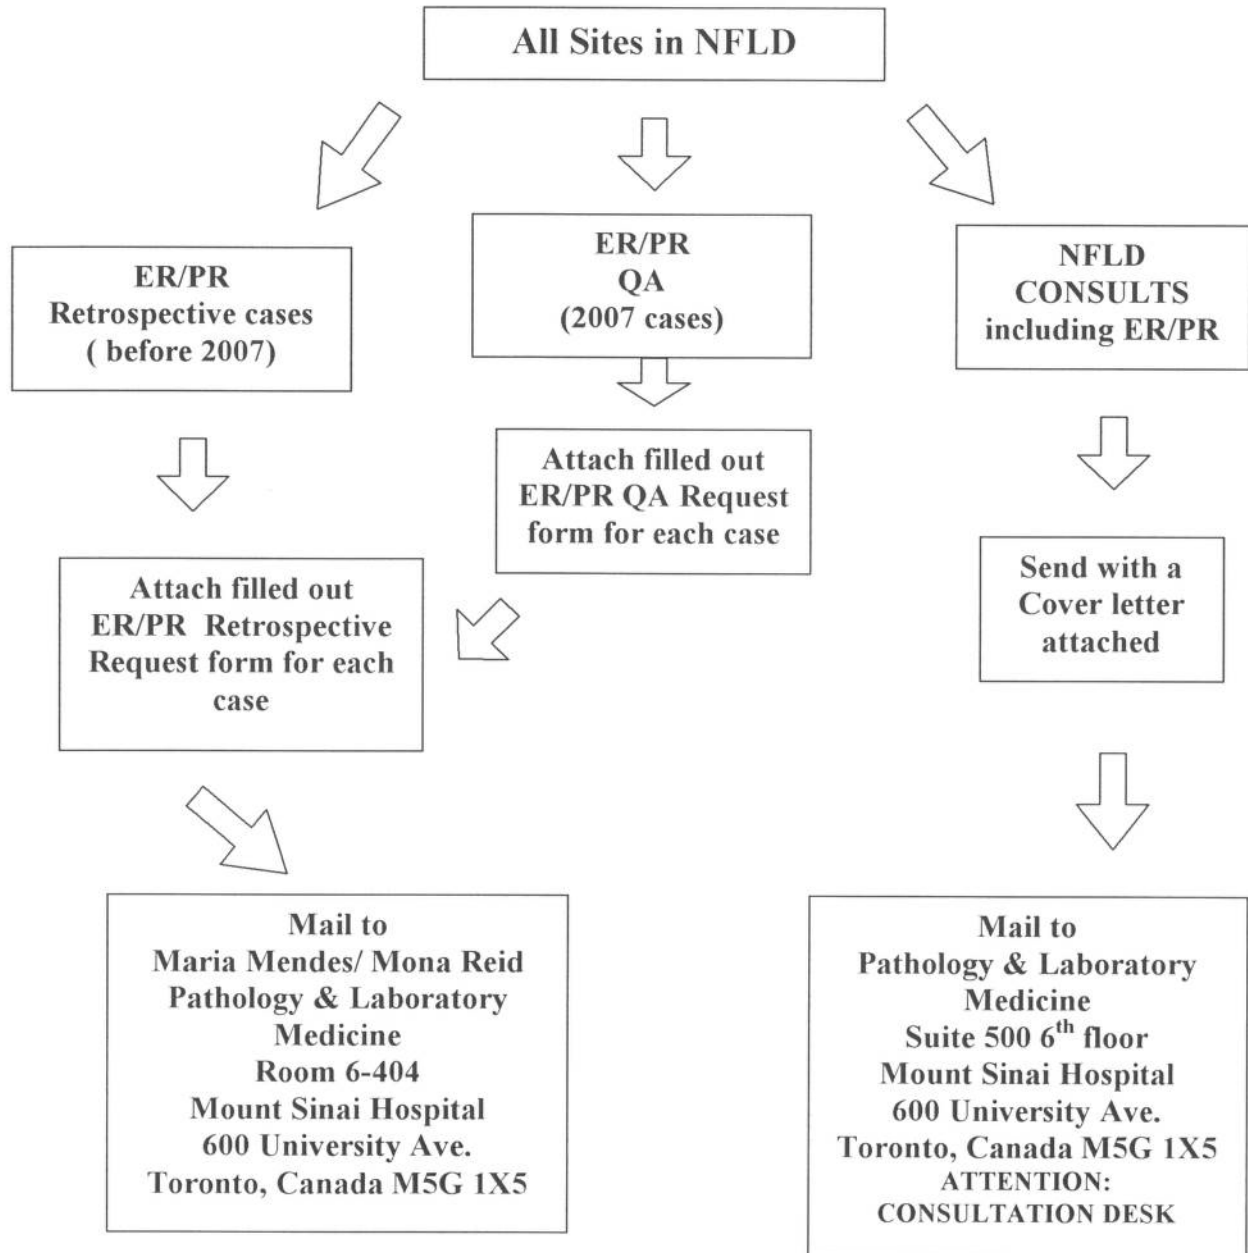 All Sites in NFLD
ER/PR
Retrospective cases
( before 2007)
ER/PR
QA
(2007 cases)
NFLD
CONSULTS
including ER/PR
Attach filled out
ER/PR QA Request
form for each case
Attach filled out
ER/PR Retrospective
Request form for each
case
Send with a
Cover letter
attached
Mail to
Maria Mendes/ Mona Reid
Pathology & Laboratory
Medicine
Room 6-404
Mount Sinai Hospital
600 University Ave.
Toronto, Canada M5G 1X5
Mail to
Pathology & Laboratory
Medicine
Suite 500 6th floor
Mount Sinai Hospital
600 University Ave.
Toronto, Canada M5G 1X5
ATTENTION:
CONSULTATION DESK